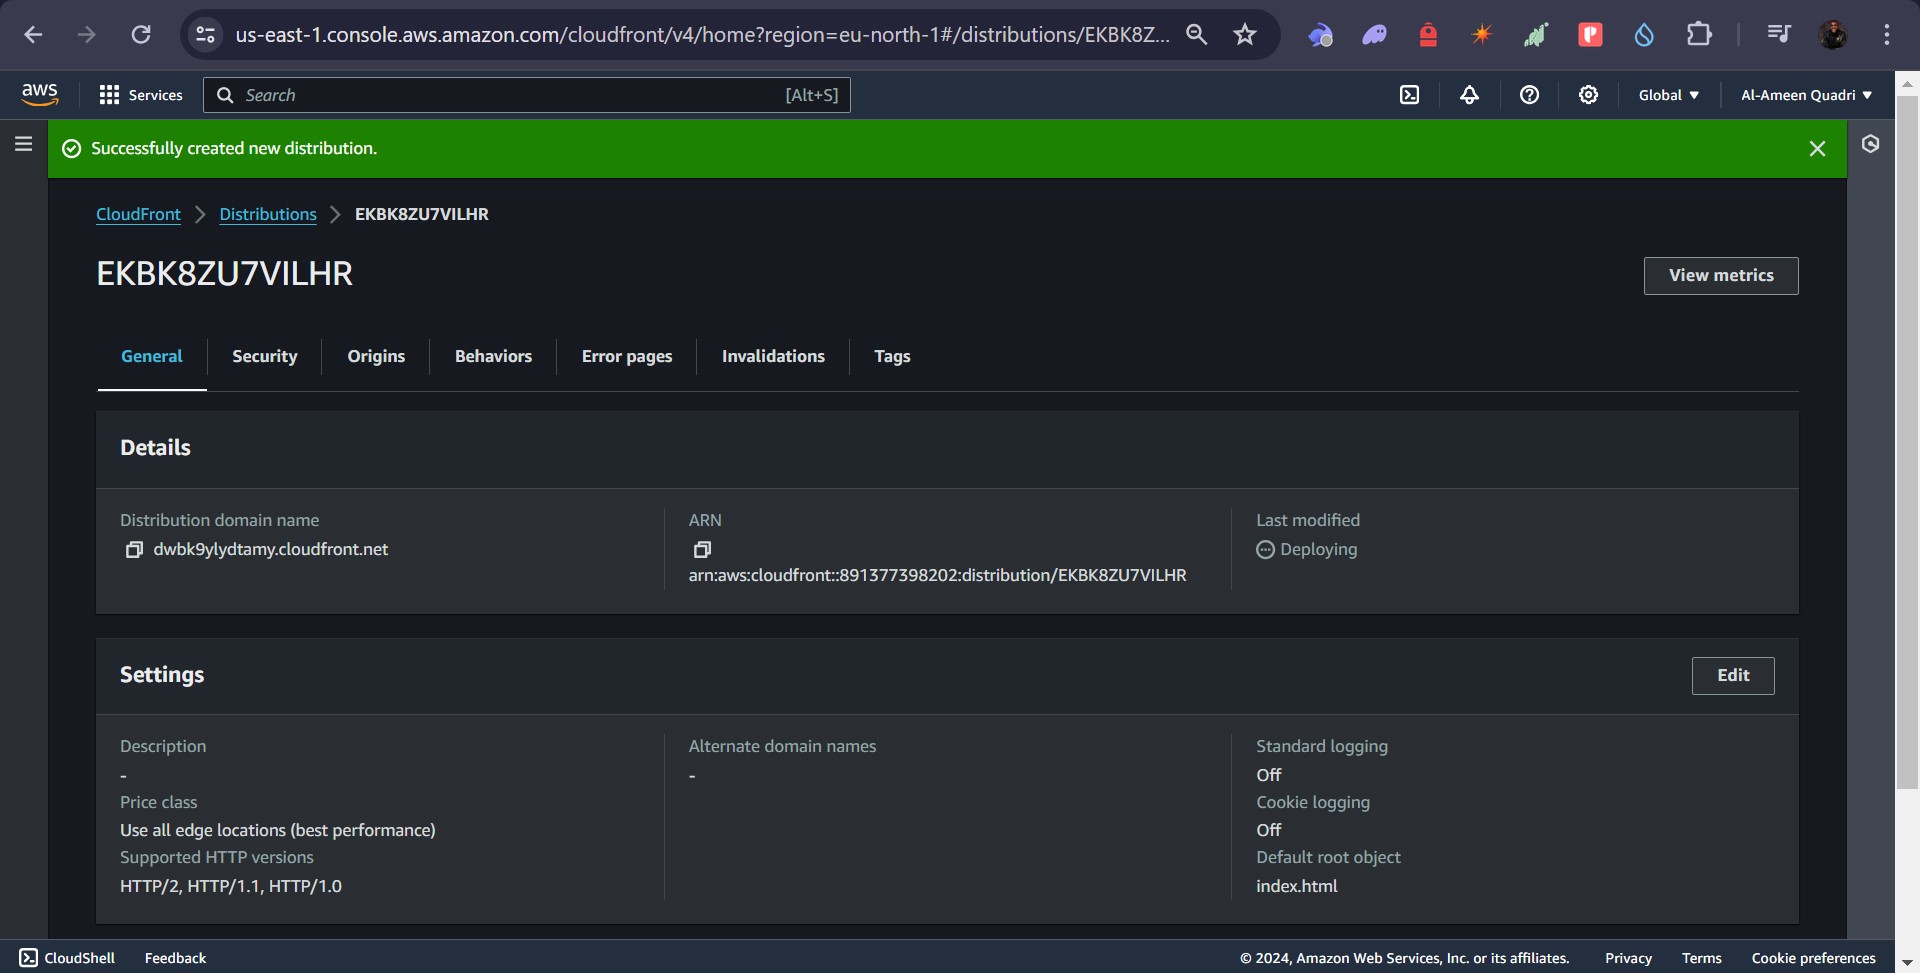 us-east-1.console.aws.amazon.com/cloudfront/v4/home?region=eu-north-1#/distributions/EKBK8Z...
aws
Services
Search
[Alt+S]
Global
Al-Ameen Quadri
Successfully created new distribution.
CloudFront
Distributions
EKBK8ZU7VILHR
EKBK8ZU7VILHR
View metrics
General
Security
Origins
Behaviors
Error pages
Invalidations
Tags
Details
Distribution domain name
dwbk9ylydtamy.cloudfront.net
ARN
arn:aws:cloudfront::891377398202:distribution/EKBK8ZU7VILHR
Last modified
Deploying
Settings
Edit
Description
-
Price class
Use all edge locations (best performance)
Supported HTTP versions
HTTP/2, HTTP/1.1, HTTP/1.0
Alternate domain names
-
Standard logging
Off
Cookie logging
Off
Default root object
index.html
CloudShell
Feedback
© 2024, Amazon Web Services, Inc. or its affiliates.
Privacy
Terms
Cookie preferences